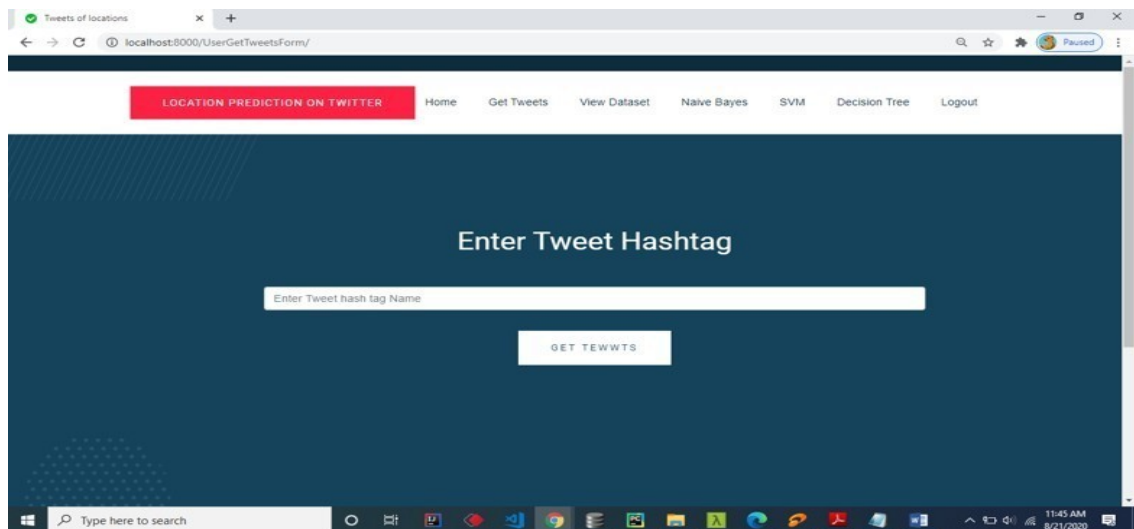 Tweets of locations
localhost:8000/UserGetTweetsForm/
Paused
LOCATION PREDICTION ON TWITTER Home Get Tweets View Dataset Naive Bayes SVM Decision Tree Logout
Enter Tweet Hashtag
Enter Tweet hash tag Name
GET TEWWTS
Type here to search
11:45 AM
8/21/2020